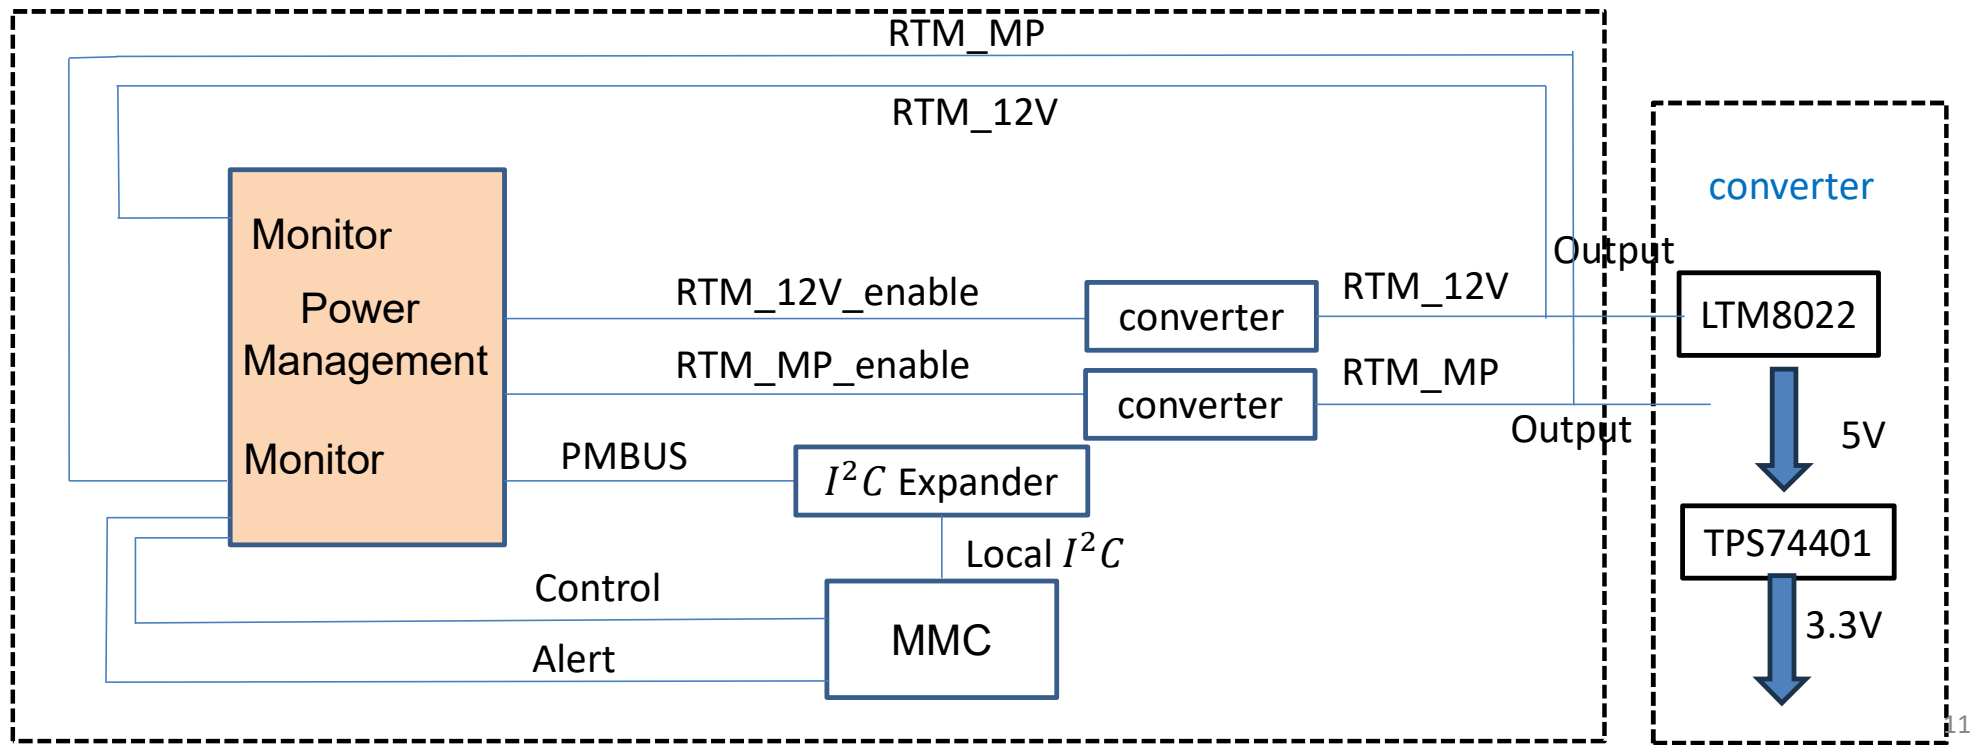 RTM_MP
RTM_12V
converter
Monitor
Output
RTM_12V_enable
converter
RTM_12V
LTM8022
Power
Management
RTM_MP_enable
converter
RTM_MP
Output
5V
Monitor
PMBUS
I²C Expander
TPS74401
Local I²C
Control
MMC
3.3V
Alert
11